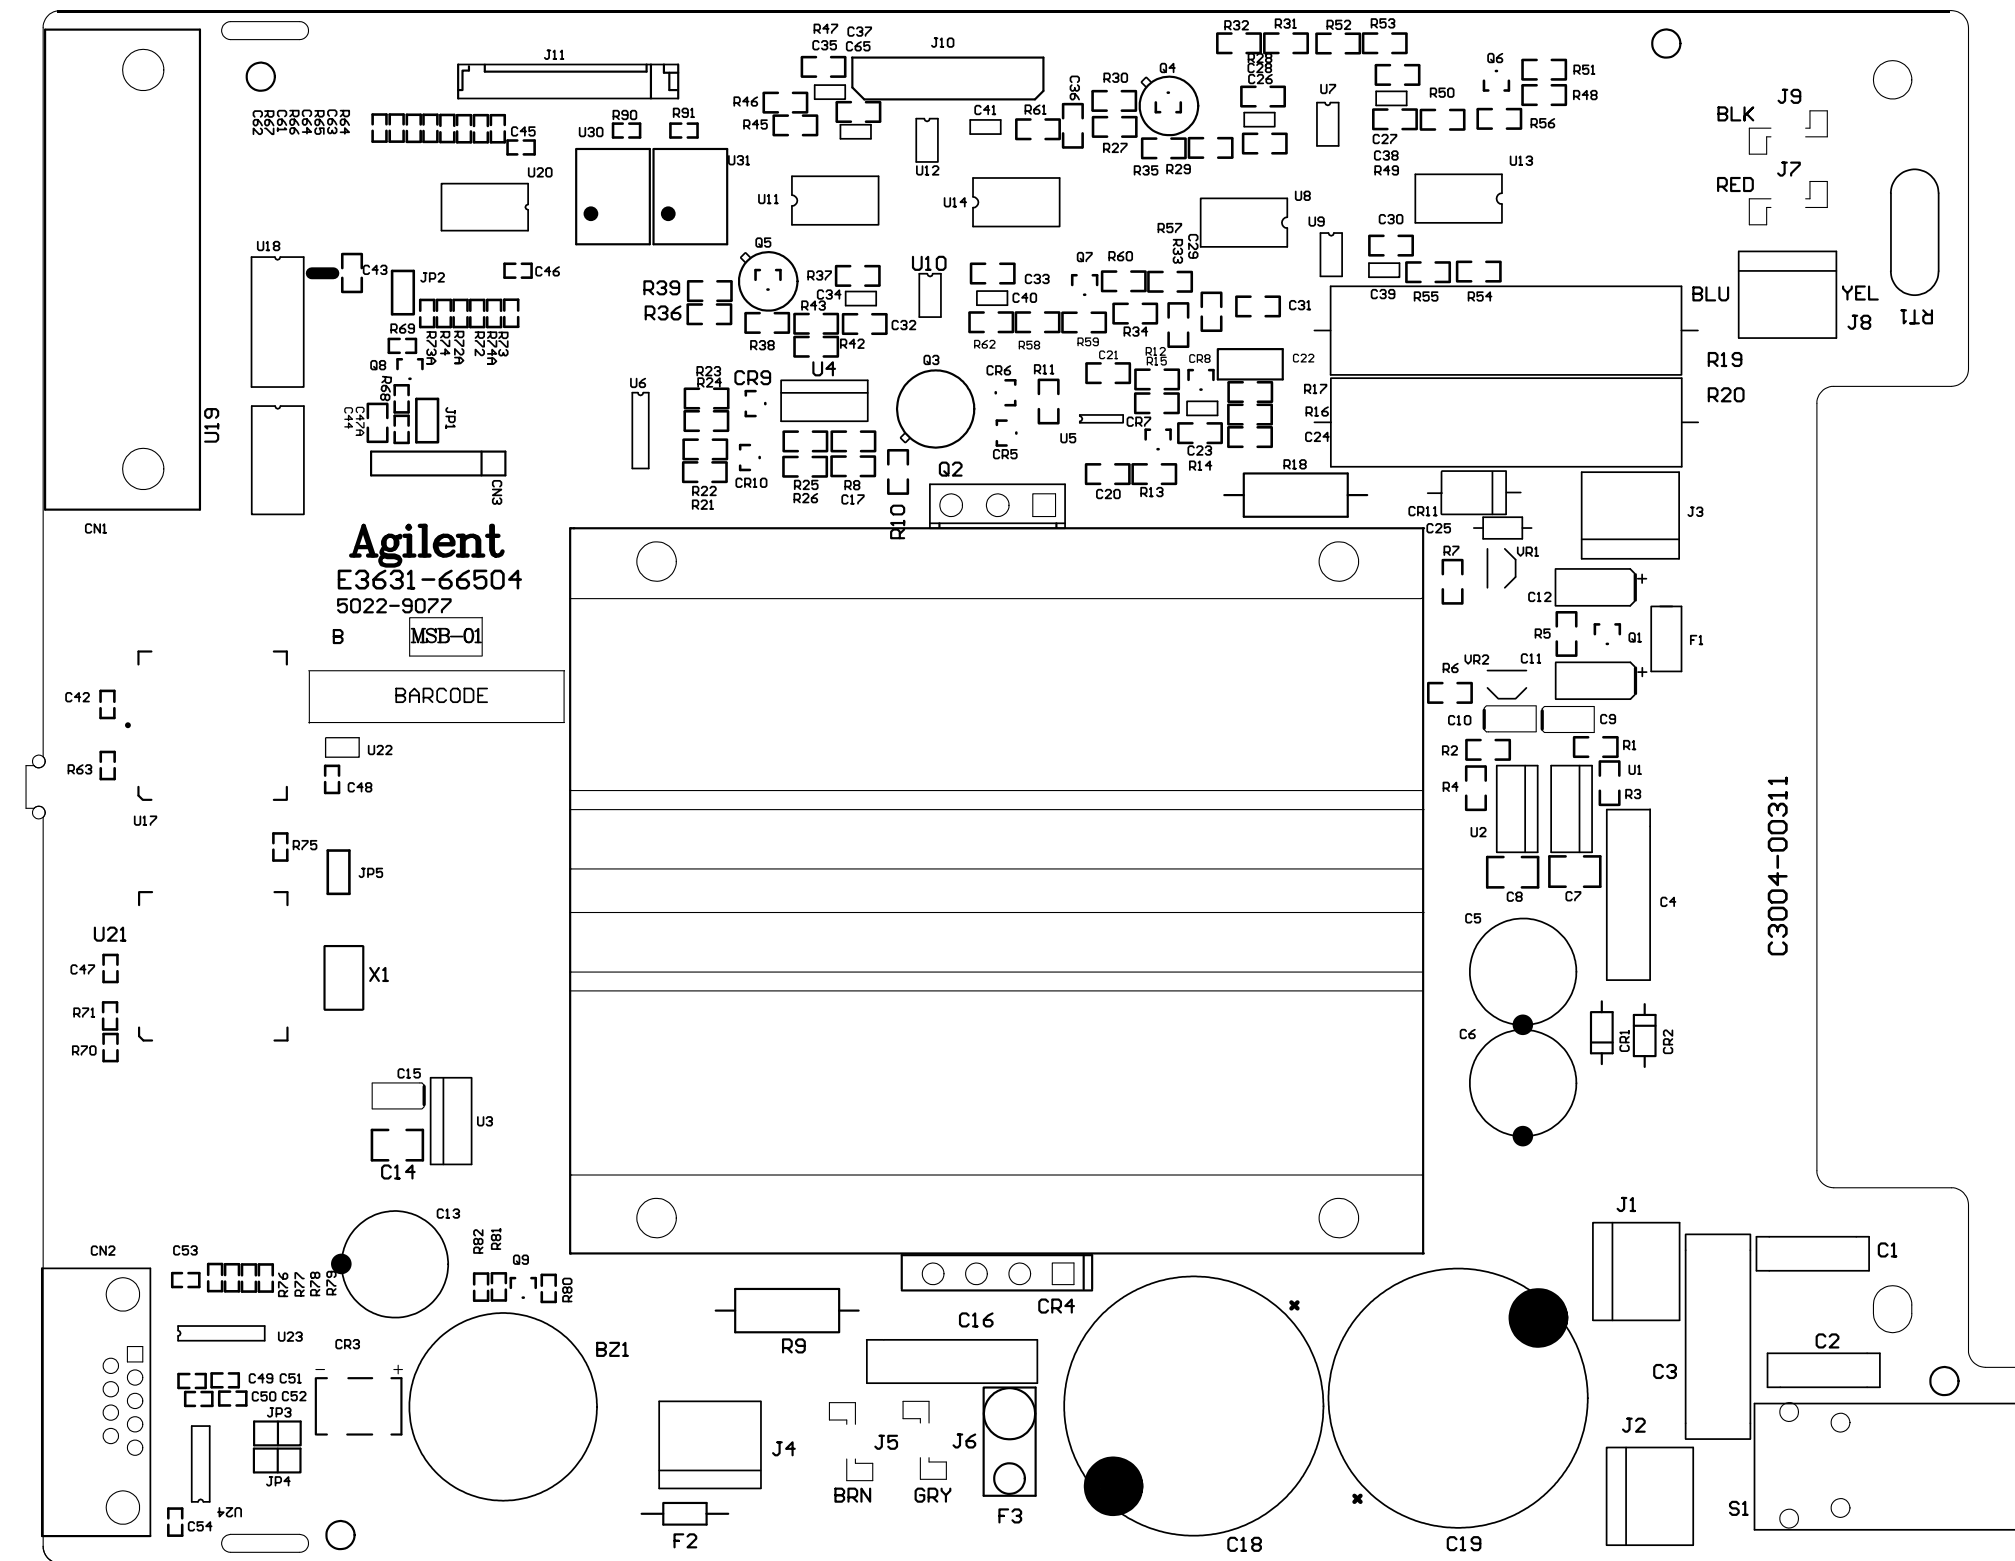 R47 C37
C35 C65
J10
R32 R31 R52 R53
J11
Q4
R28
C28
C26
Q6
R51
R46
C36
R30
U7
R50
R48
J9
BLK
C62
R67
C61
R66
C64
R65
C63
R64
R90
R91
R45
C41
R61
R56
C45
U30
R27
C27
U31
U12
R35 R29
C38
R49
U13
J7
RED
U20
U11
U14
U8
R57
C30
U9
U18
Q5
R33
C29
C43
JP2
C46
R37
U10
C33
Q7
R60
R39
C34
C40
C31
C39
R55
R54
BLU
YEL
J8
RT1
R36
R43
C32
R34
R69
R73A
R74
R72A
R72
R74A
R73
R38
R42
R62
R58
R59
Q8
R12
R15
CR8
C22
R19
C21
Q3
R23
R24
CR9
U4
CR6
R11
R17
R20
R68
U6
C47A
C44
JP1
U19
R16
CR7
U5
C24
CR5
C23
R14
CN3
R22
R21
CR10
R25
R26
R8
C17
Q2
C20
R13
R18
R10
CR11
C25
J3
CN1
Agilent
E3631-66504
5022-9077
B
MSB-01
BARCODE
R7
VR1
C12
R5
Q1
F1
VR2
C11
R6
C42
C10
C9
U22
R2
R1
R63
C48
R4
U1
R3
U17
U2
R75
JP5
C8
C7
C4
C3004-00311
C5
U21
C47
X1
R71
R70
C6
CR1
CR2
C15
U3
C14
J1
C13
CN2
C53
R82
R81
Q9
C1
R76
R77
R78
R79
R80
CR4
U23
CR3
C16
R9
BZ1
C2
- +
C3
C49 C51
C50 C52
JP3
J2
J4
J5
J6
JP4
BRN
GRY
U24
C54
F2
F3
C18
C19
S1